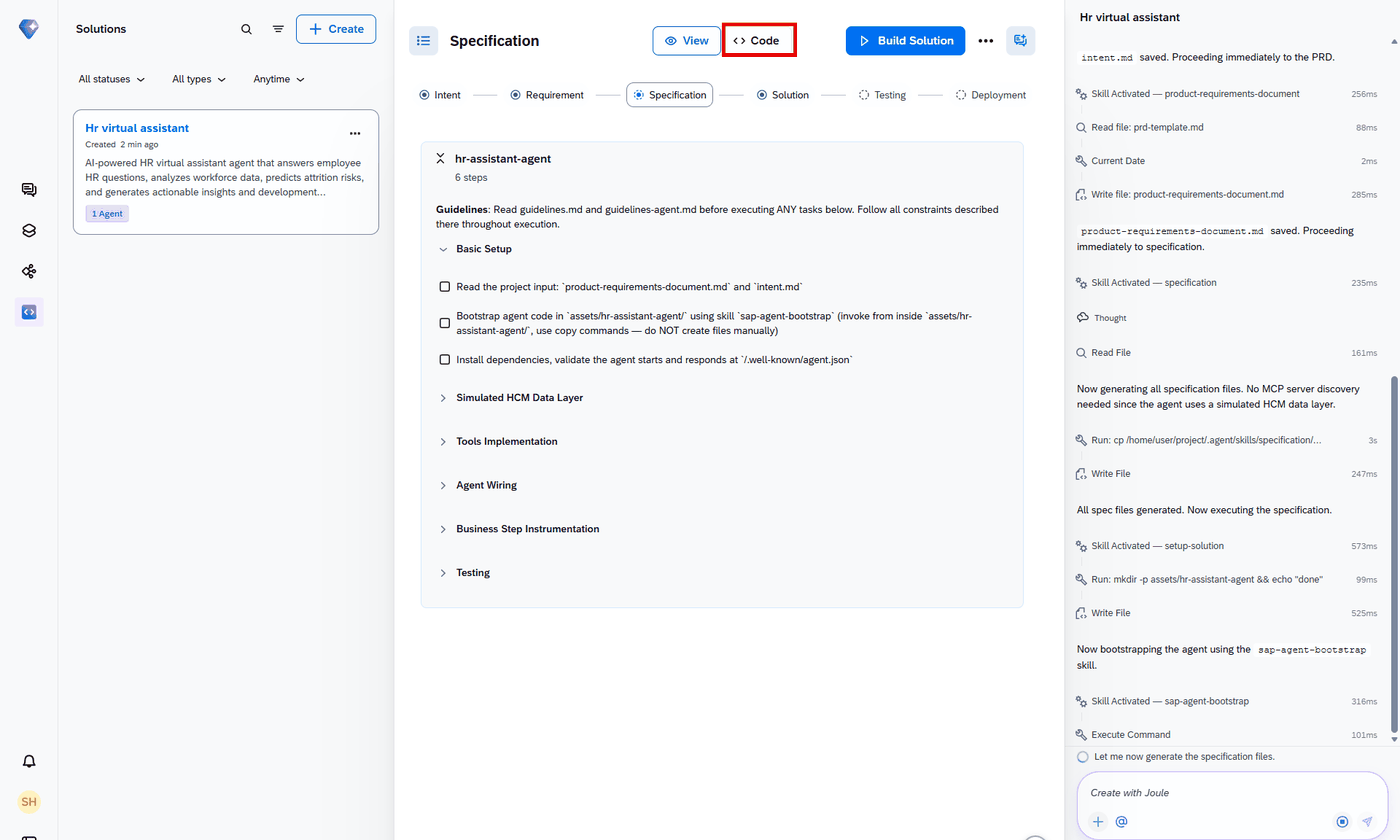 Solutions
Create
All statuses
All types
Anytime
Hr virtual assistant
Created 2 min ago
AI-powered HR virtual assistant agent that answers employee
HR questions, analyzes workforce data, predicts attrition risks,
and generates actionable insights and development...
1 Agent
SH
Specification
View
Code
Build Solution
Intent
Requirement
Specification
Solution
Testing
Deployment
hr-assistant-agent
6 steps
Guidelines: Read guidelines.md and guidelines-agent.md before executing ANY tasks below. Follow all constraints described
there throughout execution.
Basic Setup
Read the project input: `product-requirements-document.md` and `intent.md`
Bootstrap agent code in `assets/hr-assistant-agent/` using skill `sap-agent-bootstrap` (invoke from inside `assets/hr-
assistant-agent/`, use copy commands — do NOT create files manually)
Install dependencies, validate the agent starts and responds at `/.well-known/agent.json`
Simulated HCM Data Layer
Tools Implementation
Agent Wiring
Business Step Instrumentation
Testing
Hr virtual assistant
intent.md saved. Proceeding immediately to the PRD.
Skill Activated — product-requirements-document 256ms
Read file: prd-template.md 88ms
Current Date 2ms
Write file: product-requirements-document.md 285ms
product-requirements-document.md saved. Proceeding
immediately to specification.
Skill Activated — specification 235ms
Thought
Read File 161ms
Now generating all specification files. No MCP server discovery
needed since the agent uses a simulated HCM data layer.
Run: cp /home/user/project/.agent/skills/specification/... 3s
Write File 247ms
All spec files generated. Now executing the specification.
Skill Activated — setup-solution 573ms
Run: mkdir -p assets/hr-assistant-agent && echo "done" 99ms
Write File 525ms
Now bootstrapping the agent using the sap-agent-bootstrap
skill.
Skill Activated — sap-agent-bootstrap 316ms
Execute Command 101ms
Let me now generate the specification files.
Create with Joule